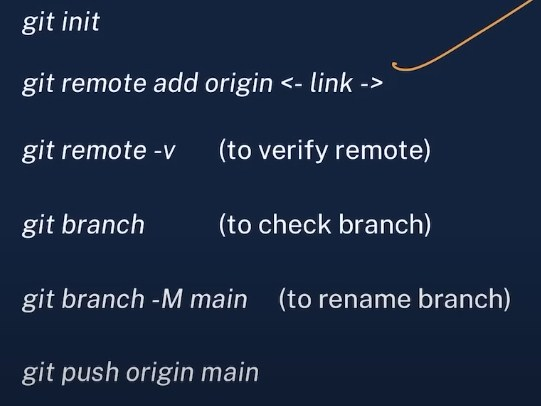 git init
git remote add origin <- link ->
git remote -v (to verify remote)
git branch (to check branch)
git branch -M main (to rename branch)
git push origin main